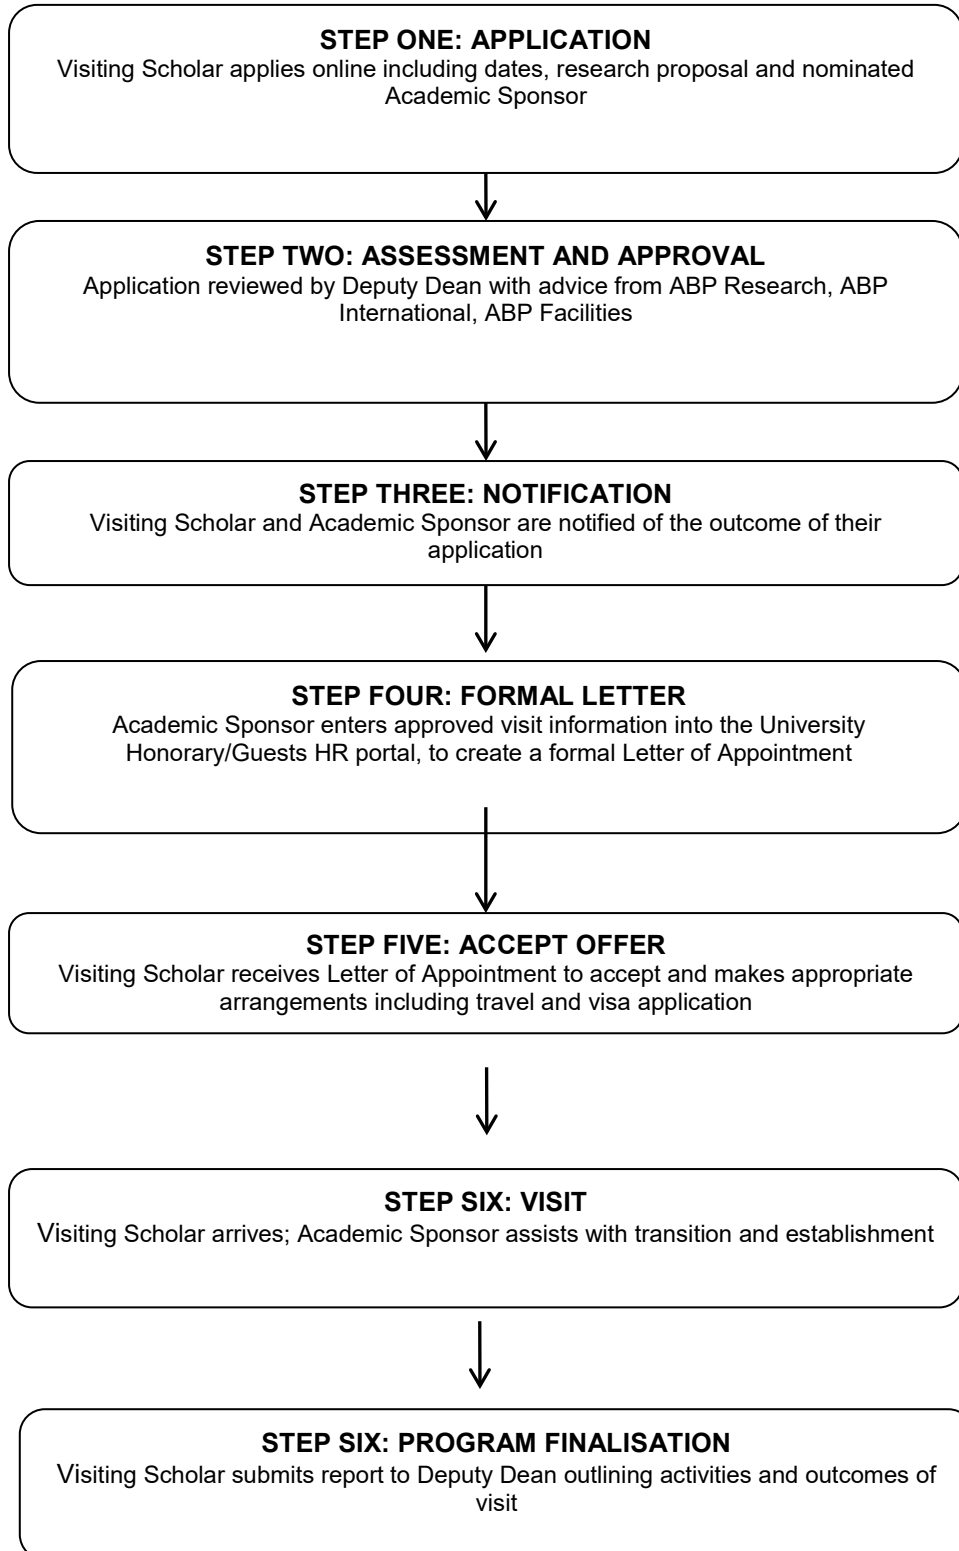 STEP ONE: APPLICATION
Visiting Scholar applies online including dates, research proposal and nominated
Academic Sponsor
STEP TWO: ASSESSMENT AND APPROVAL
Application reviewed by Deputy Dean with advice from ABP Research, ABP
International, ABP Facilities
STEP THREE: NOTIFICATION
Visiting Scholar and Academic Sponsor are notified of the outcome of their
application
STEP FOUR: FORMAL LETTER
Academic Sponsor enters approved visit information into the University
Honorary/Guests HR portal, to create a formal Letter of Appointment
STEP FIVE: ACCEPT OFFER
Visiting Scholar receives Letter of Appointment to accept and makes appropriate
arrangements including travel and visa application
STEP SIX: VISIT
Visiting Scholar arrives; Academic Sponsor assists with transition and establishment
STEP SIX: PROGRAM FINALISATION
Visiting Scholar submits report to Deputy Dean outlining activities and outcomes of
visit